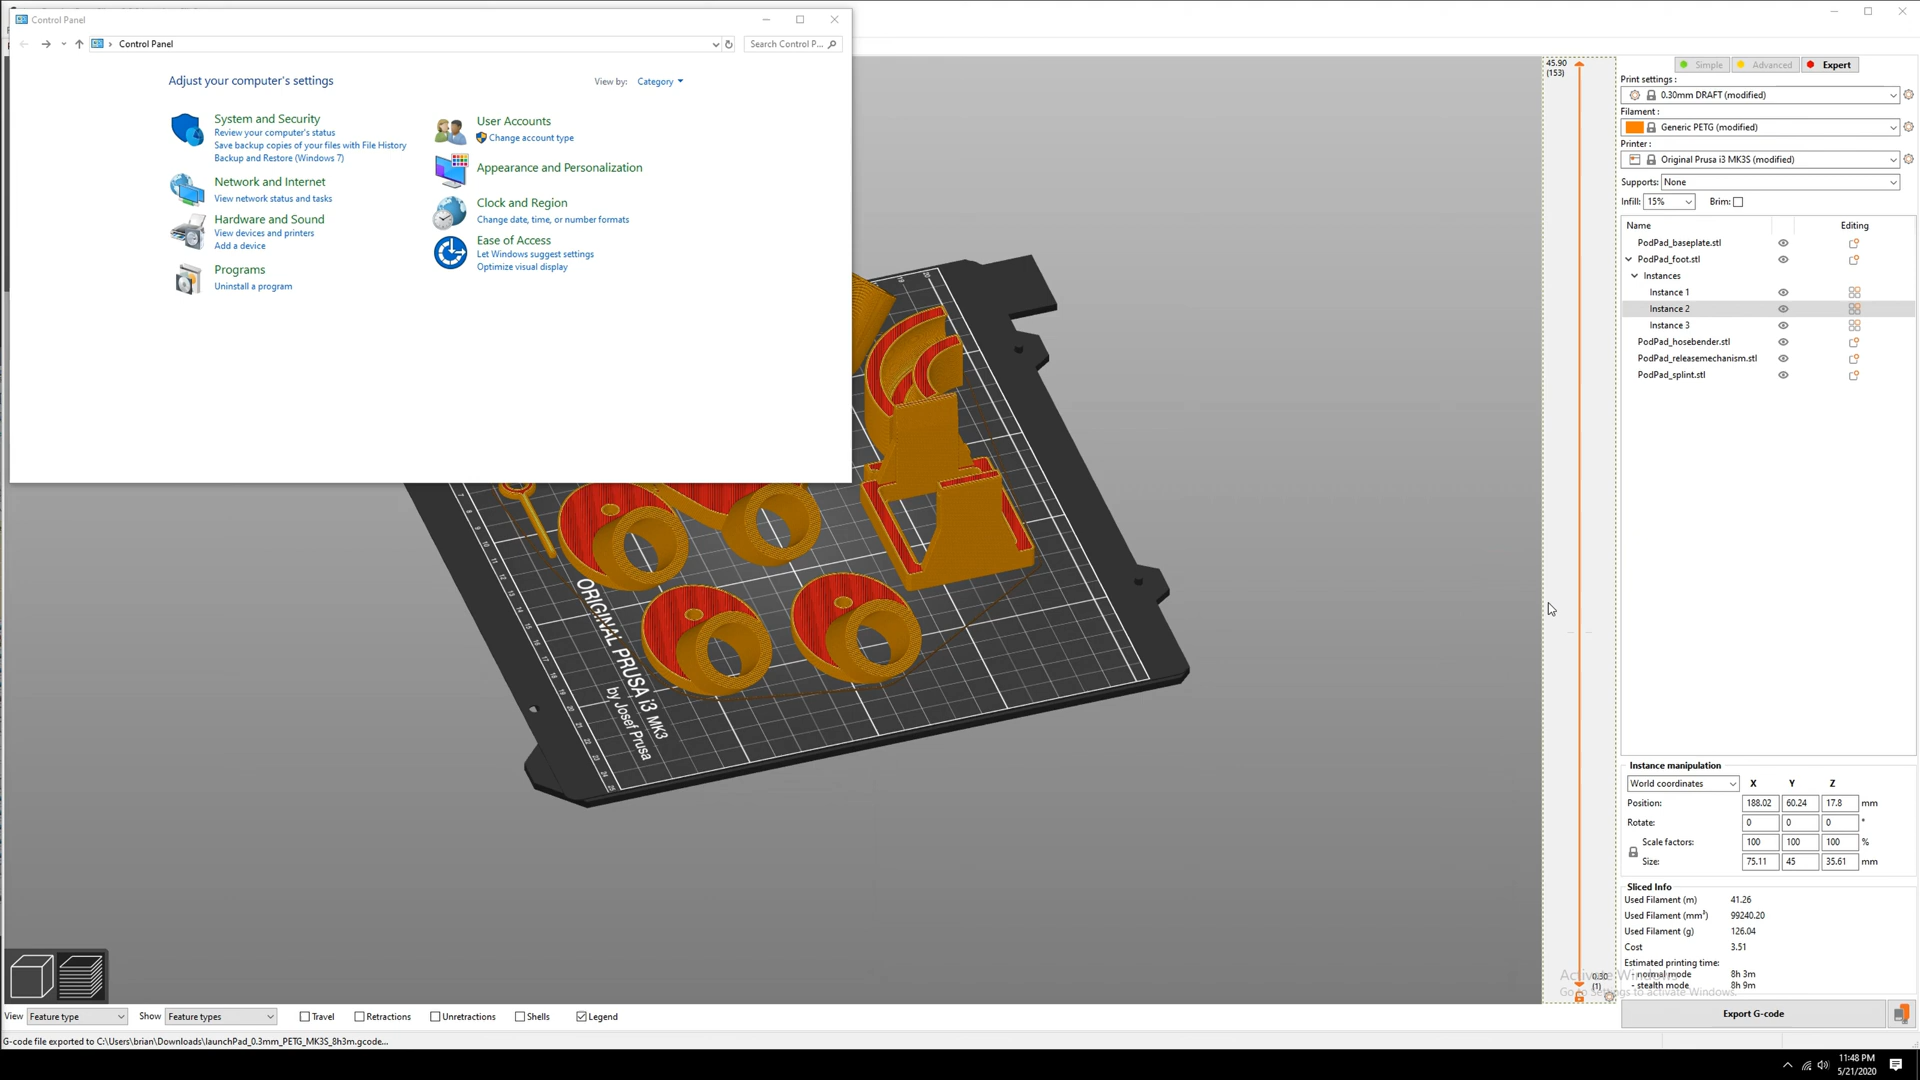 Control Panel
Control Panel
Search Control P...
Adjust your computer's settings
View by: Category
System and Security
Review your computer's status
Save backup copies of your files with File History
Backup and Restore (Windows 7)
Network and Internet
View network status and tasks
Hardware and Sound
View devices and printers
Add a device
Programs
Uninstall a program
User Accounts
Change account type
Appearance and Personalization
Clock and Region
Change date, time, or number formats
Ease of Access
Let Windows suggest settings
Optimize visual display
ORIGINAL PRUSA i3 MK3
by Josef Prusa
45.90
(153)
0.30
(1)
Simple Advanced Expert
Print settings :
0.30mm DRAFT (modified)
Filament :
Generic PETG (modified)
Printer :
Original Prusa i3 MK3S (modified)
Supports: None
Infill: 15% Brim:
Name Editing
PodPad_baseplate.stl
PodPad_foot.stl
Instances
Instance 1
Instance 2
Instance 3
PodPad_hosebender.stl
PodPad_releasemechanism.stl
PodPad_splint.stl
Instance manipulation
World coordinates X Y Z
Position: 188.02 60.24 17.8 mm
Rotate: 0 0 0 °
Scale factors: 100 100 100 %
Size: 75.11 45 35.61 mm
Sliced Info
Used Filament (m) 41.26
Used Filament (mm³) 99240.20
Used Filament (g) 126.04
Cost 3.51
Estimated printing time:
- normal mode 8h 3m
- stealth mode 8h 9m
Activate Windows
Go to Settings to activate Windows.
Export G-code
View Feature type Show Feature types Travel Retractions Unretractions Shells Legend
G-code file exported to C:\Users\brian\Downloads\launchPad_0.3mm_PETG_MK3S_8h3m.gcode...
11:48 PM
5/21/2020